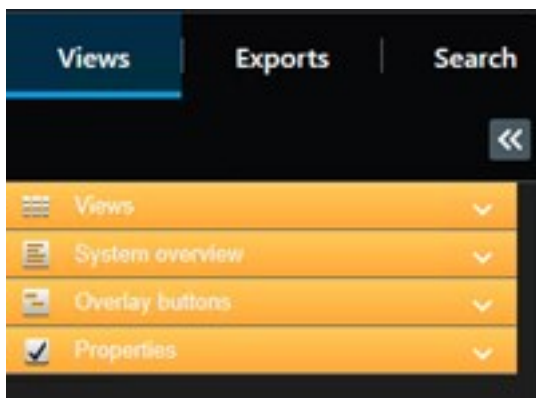 Views Exports Search
Views
System overview
Overlay buttons
Properties